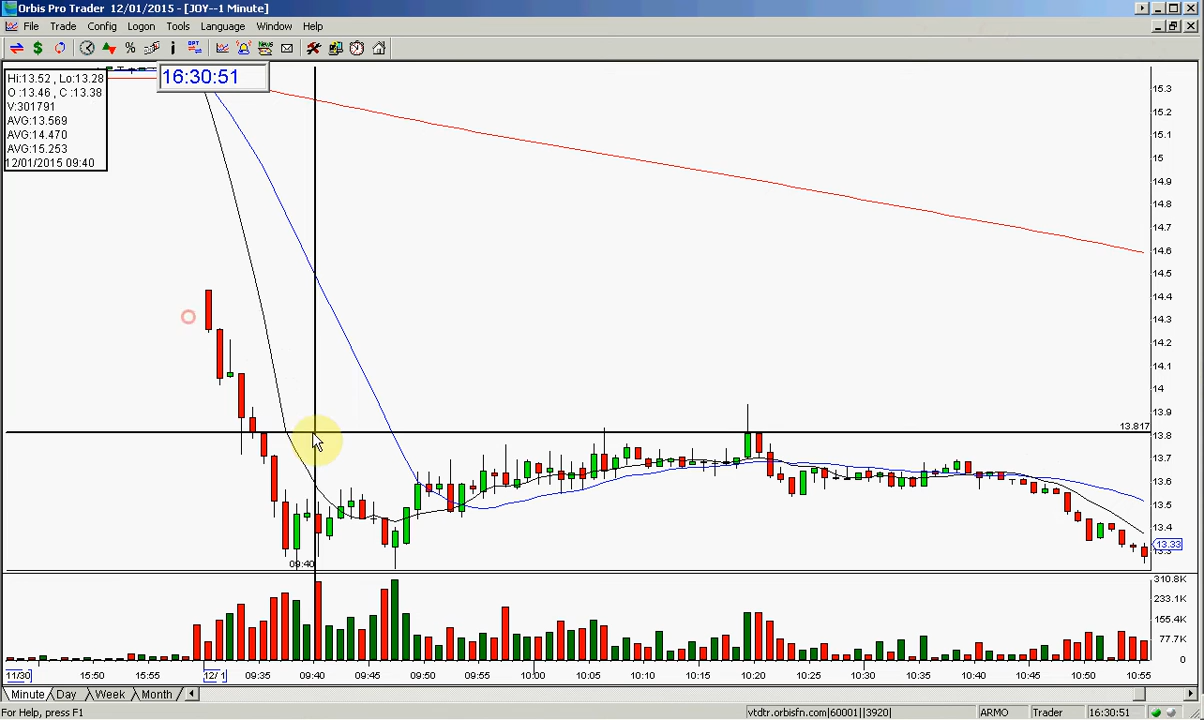 Orbis Pro Trader 12/01/2015 - [JOY--1 Minute]
File Trade Config Logon Tools Language Window Help
Hi:13.52 , Lo:13.28
O :13.46 , C :13.38
V:301791
AVG:13.569
AVG:14.470
AVG:15.253
12/01/2015 09:40
16:30:51
15.3
15.2
15.1
15
14.9
14.8
14.7
14.6
14.5
14.4
14.3
14.2
14.1
14
13.9
13.817
13.8
13.7
13.6
13.5
13.4
13.33
13.3
09:40
310.8K
233.1K
155.4K
77.7K
11/30 15:50 15:55 12/1 09:35 09:40 09:45 09:50 09:55 10:00 10:05 10:10 10:15 10:20 10:25 10:30 10:35 10:40 10:45 10:50 10:55
Minute Day Week Month
For Help, press F1 vtdtr.orbisfn.com|60001||3920| ARMO Trader 16:30:51